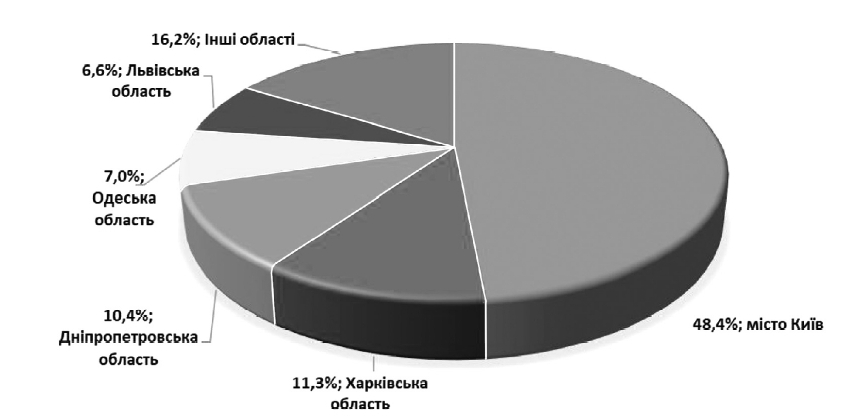 16,2%; Інші області
6,6%; Львівська
область
7,0%;
Одеська
область
10,4%;
Дніпропетровська
область
11,3%; Харківська
область
48,4%; місто Київ